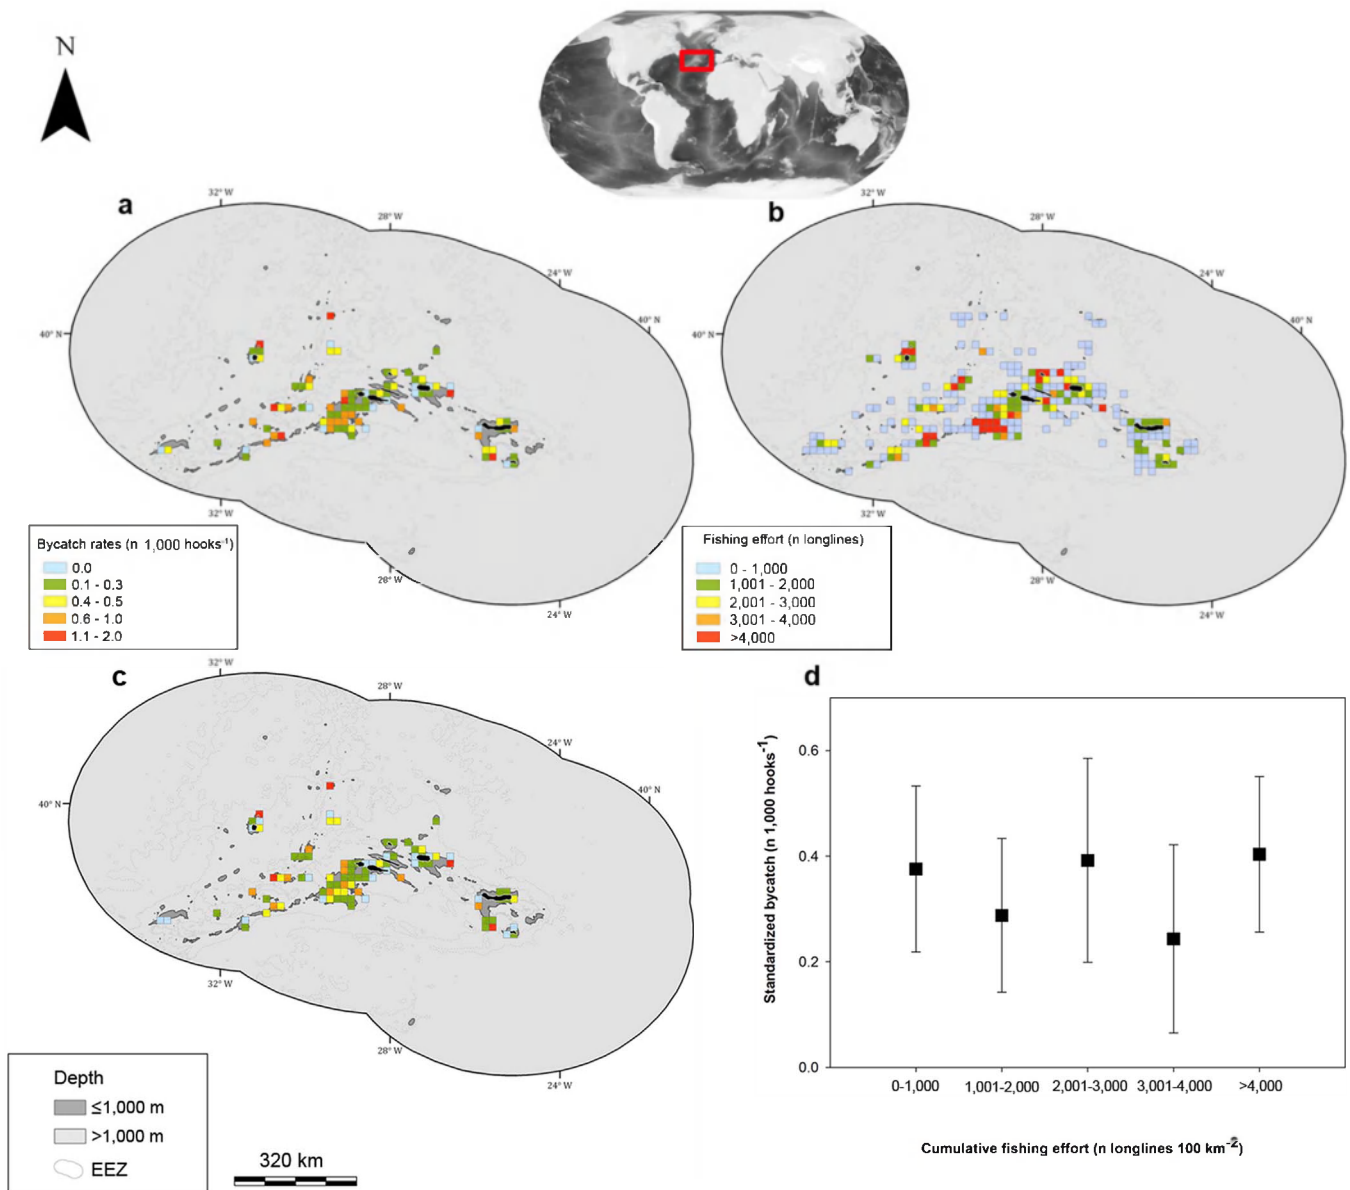 N
a
b
32° W
32° W
28° W
28° W
24° W
24° W
40° N
40° N
40° N
40° N
32° W
32° W
Bycatch rates (n 1,000 hooks⁻¹)
0.0
0.1 - 0.3
0.4 - 0.5
0.6 - 1.0
1.1 - 2.0
28° W
24° W
Fishing effort (n longlines)
0 - 1,000
1,001 - 2,000
2,001 - 3,000
3,001 - 4,000
>4,000
28° W
24° W
c
32° W
28° W
24° W
40° N
40° N
32° W
28° W
24° W
Depth
≤1,000 m
>1,000 m
EEZ
320 km
d
Standardized bycatch (n 1,000 hooks⁻¹)
0.6
0.4
0.2
0.0
0-1,000
1,001-2,000
2,001-3,000
3,001-4,000
>4,000
Cumulative fishing effort (n longlines 100 km⁻²)